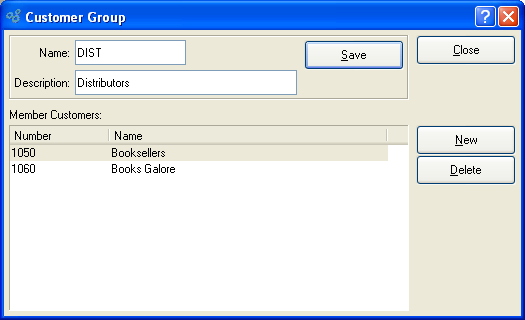 Customer Group
Name: DIST
Save
Close
Description: Distributors
Member Customers:
Number Name
New
1050 Booksellers
1060 Books Galore
Delete